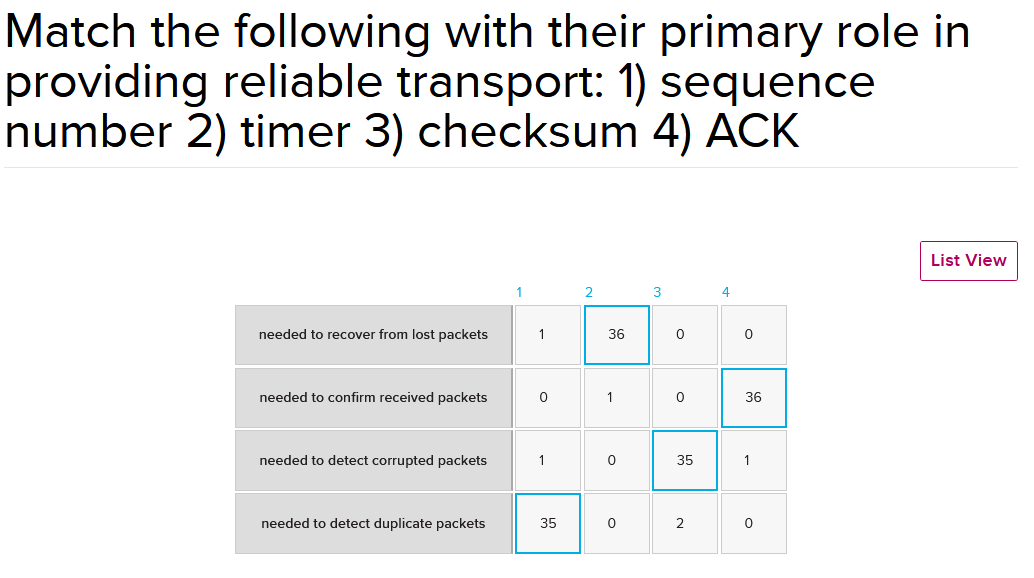 Match the following with their primary role in
providing reliable transport: 1) sequence
number 2) timer 3) checksum 4) ACK
List View
1 2 3 4
needed to recover from lost packets 1 36 0 0
needed to confirm received packets 0 1 0 36
needed to detect corrupted packets 1 0 35 1
needed to detect duplicate packets 35 0 2 0